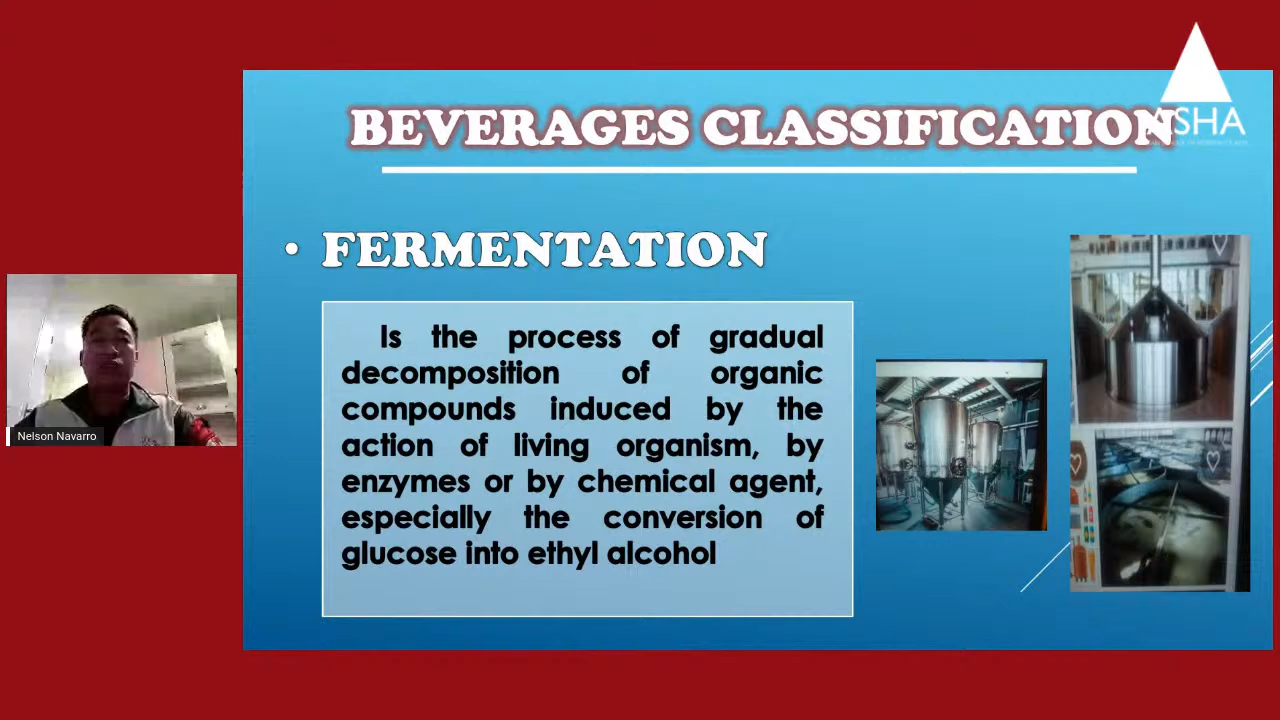 BEVERAGES CLASSIFICATION
ASHA
• FERMENTATION
Is the process of gradual
decomposition of organic
compounds induced by the
action of living organism, by
enzymes or by chemical agent,
especially the conversion of
glucose into ethyl alcohol
Nelson Navarro